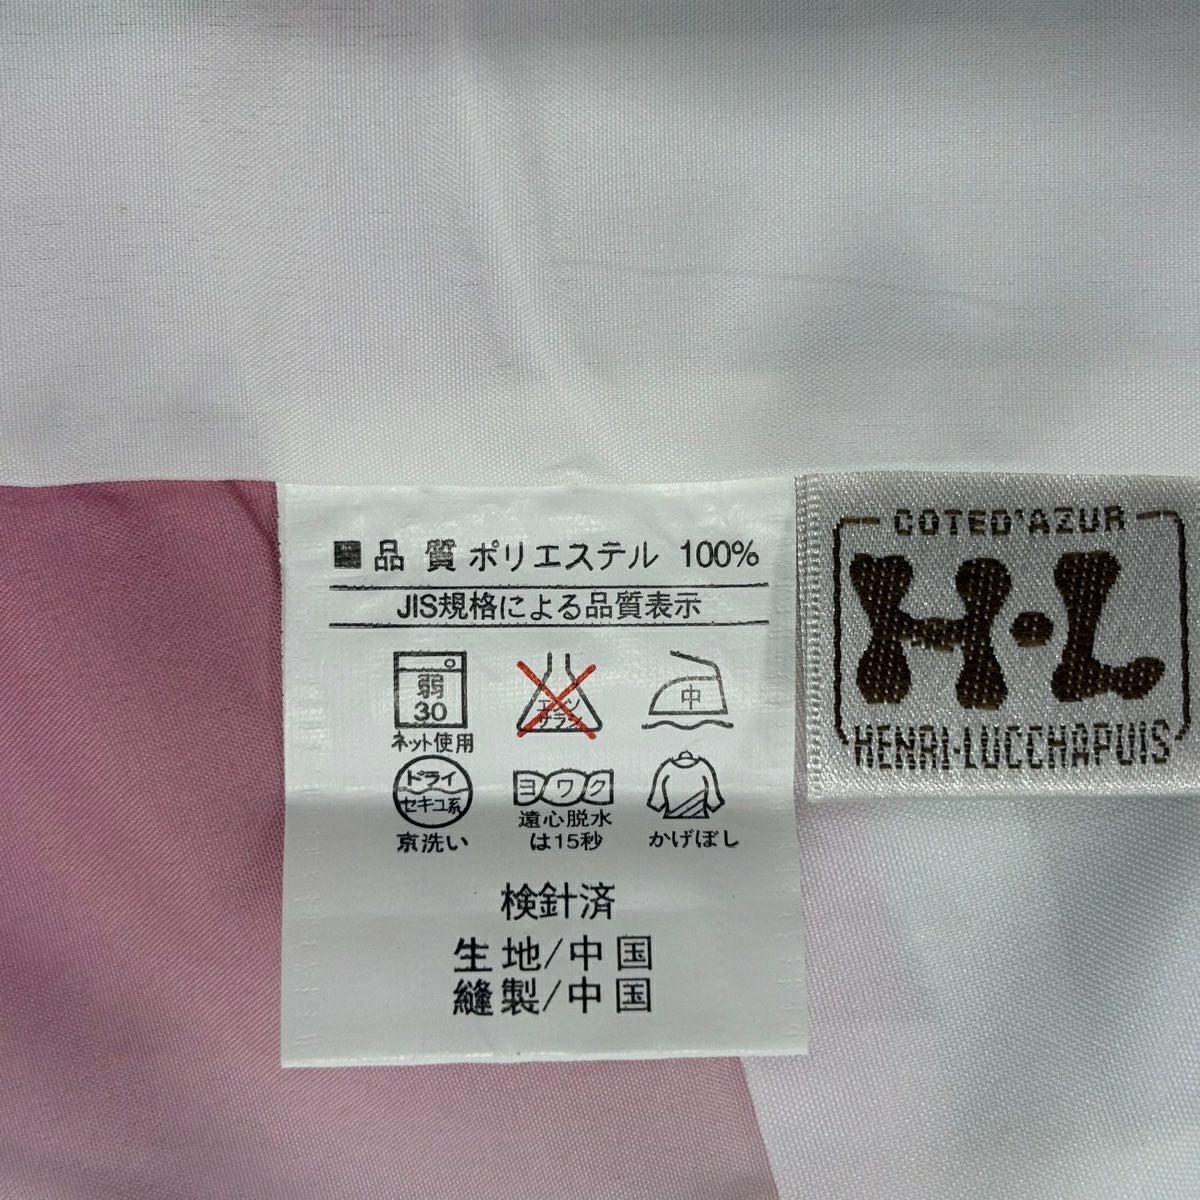 ■品 質 ポリエステル 100%
JIS規格による品質表示
弱
30
ネット使用
エンソ
サラシ
中
ドライ
セキユ系
京洗い
ヨワク
遠心脱水
は15秒
かげぼし
検針済
生地/中国
縫製/中国
COTED'AZUR
H・L
HENRI-LUCCHAPUIS